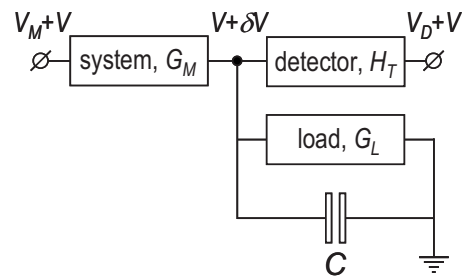 V_M+V
V+δV
V_D+V
system, G_M
detector, H_T
load, G_L
C